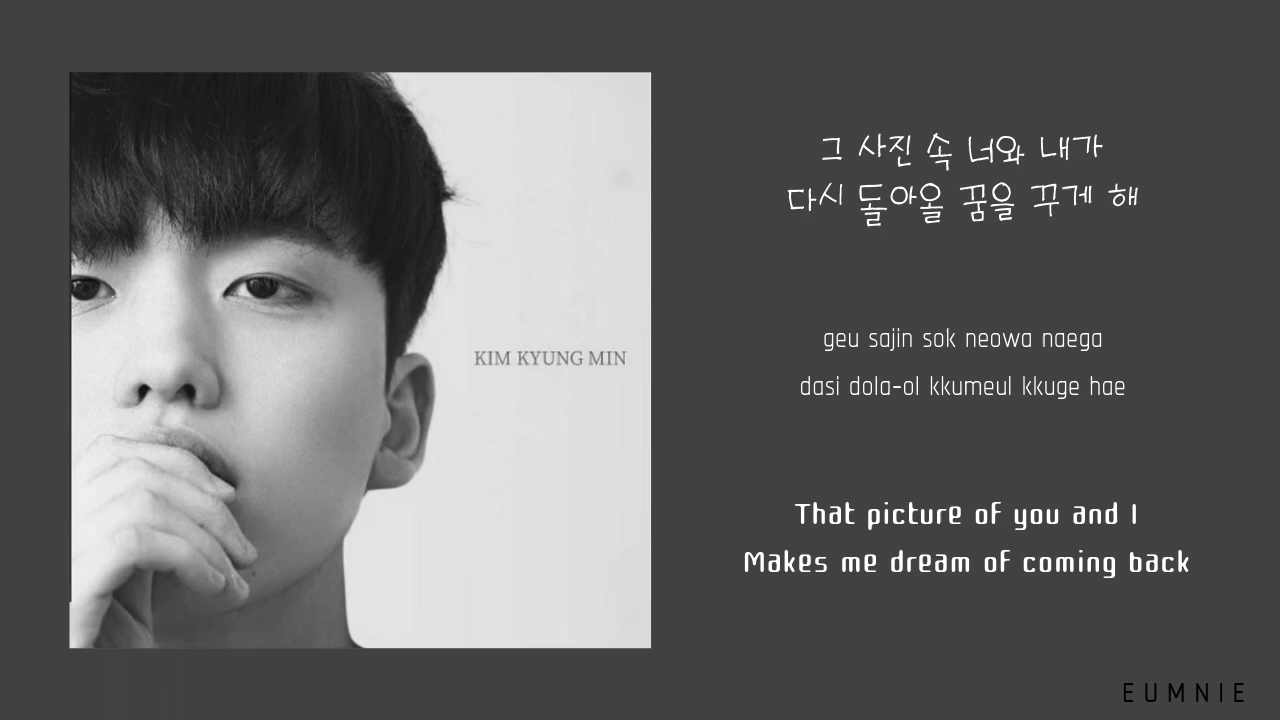 KIM KYUNG MIN
그 사진 속 너와 내가
다시 돌아올 꿈을 꾸게 해
geu sajin sok neowa naega
dasi dola-ol kkumeul kkuge hae
That picture of you and I
Makes me dream of coming back
EUMNIE